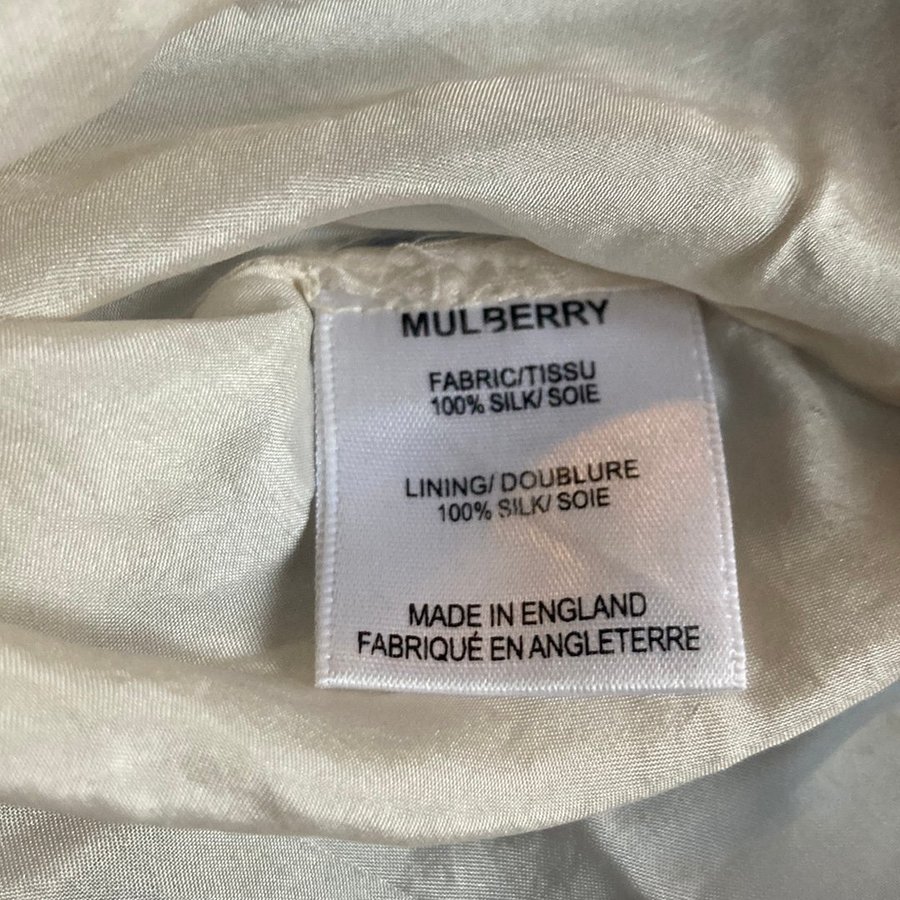 MULBERRY
FABRIC/TISSU
100% SILK/ SOIE
LINING/ DOUBLURE
100% SILK/ SOIE
MADE IN ENGLAND
FABRIQUÉ EN ANGLETERRE